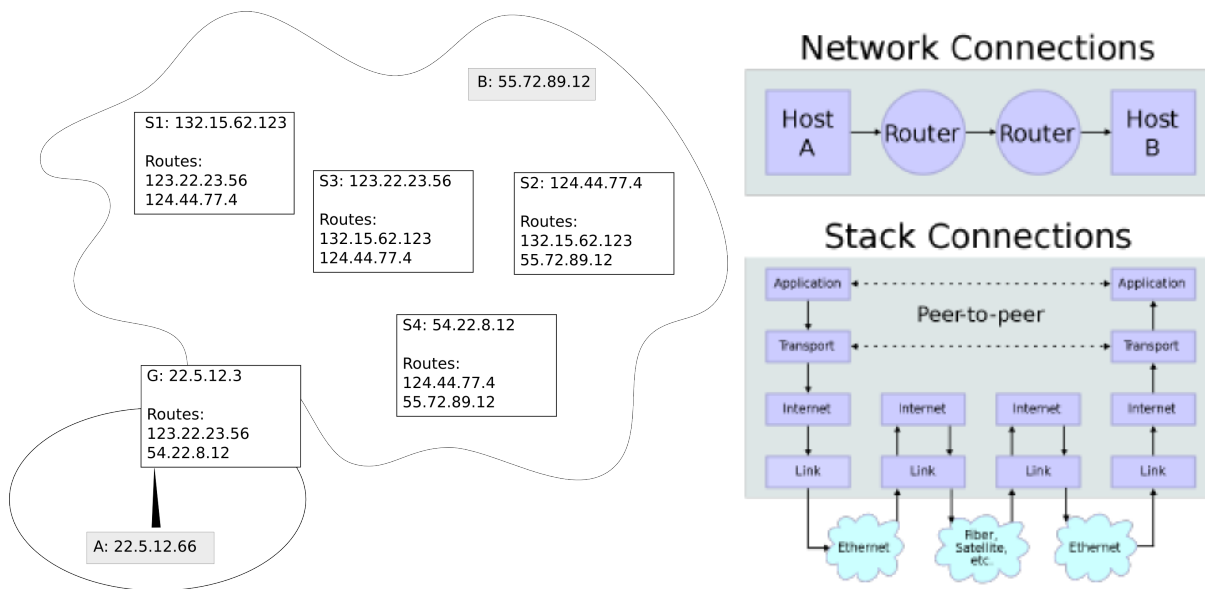 B: 55.72.89.12
S1: 132.15.62.123
Routes:
123.22.23.56
124.44.77.4
S3: 123.22.23.56
Routes:
132.15.62.123
124.44.77.4
S2: 124.44.77.4
Routes:
132.15.62.123
55.72.89.12
S4: 54.22.8.12
Routes:
124.44.77.4
55.72.89.12
G: 22.5.12.3
Routes:
123.22.23.56
54.22.8.12
A: 22.5.12.66
Network Connections
Host
A
Router
Router
Host
B
Stack Connections
Application
Application
Peer-to-peer
Transport
Transport
Internet
Internet
Internet
Internet
Link
Link
Link
Link
Ethernet
Fiber,
Satellite,
etc.
Ethernet